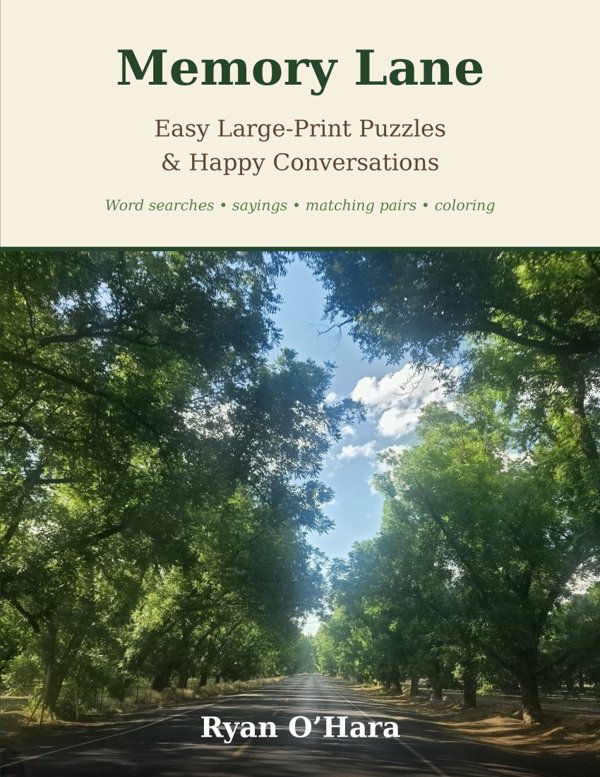 Memory Lane
Easy Large-Print Puzzles
& Happy Conversations
Word searches • sayings • matching pairs • coloring
Ryan O’Hara